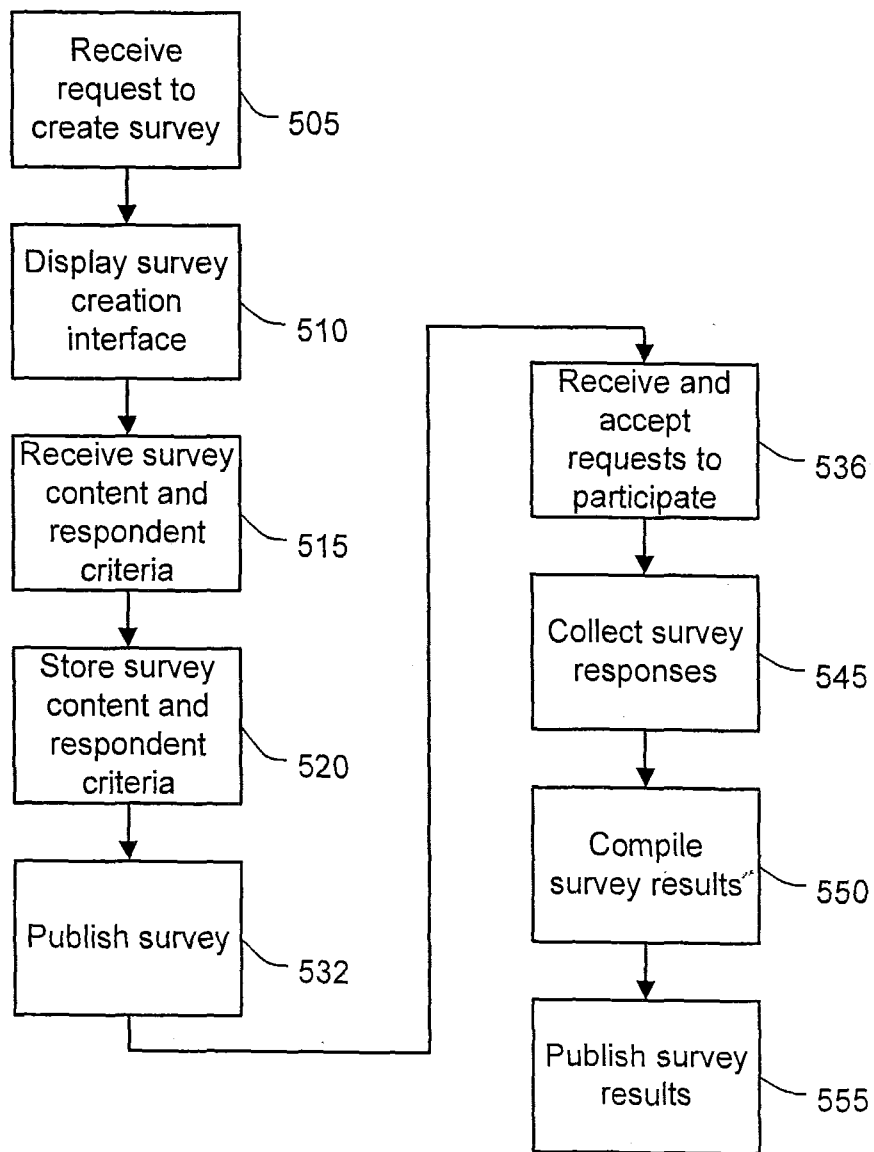 Receive
request to
create survey
505
Display survey
creation
interface
510
Receive survey
content and
respondent
criteria
515
Store survey
content and
respondent
criteria
520
Publish survey
532
Receive and
accept
requests to
participate
536
Collect survey
responses
545
Compile
survey results
550
Publish survey
results
555